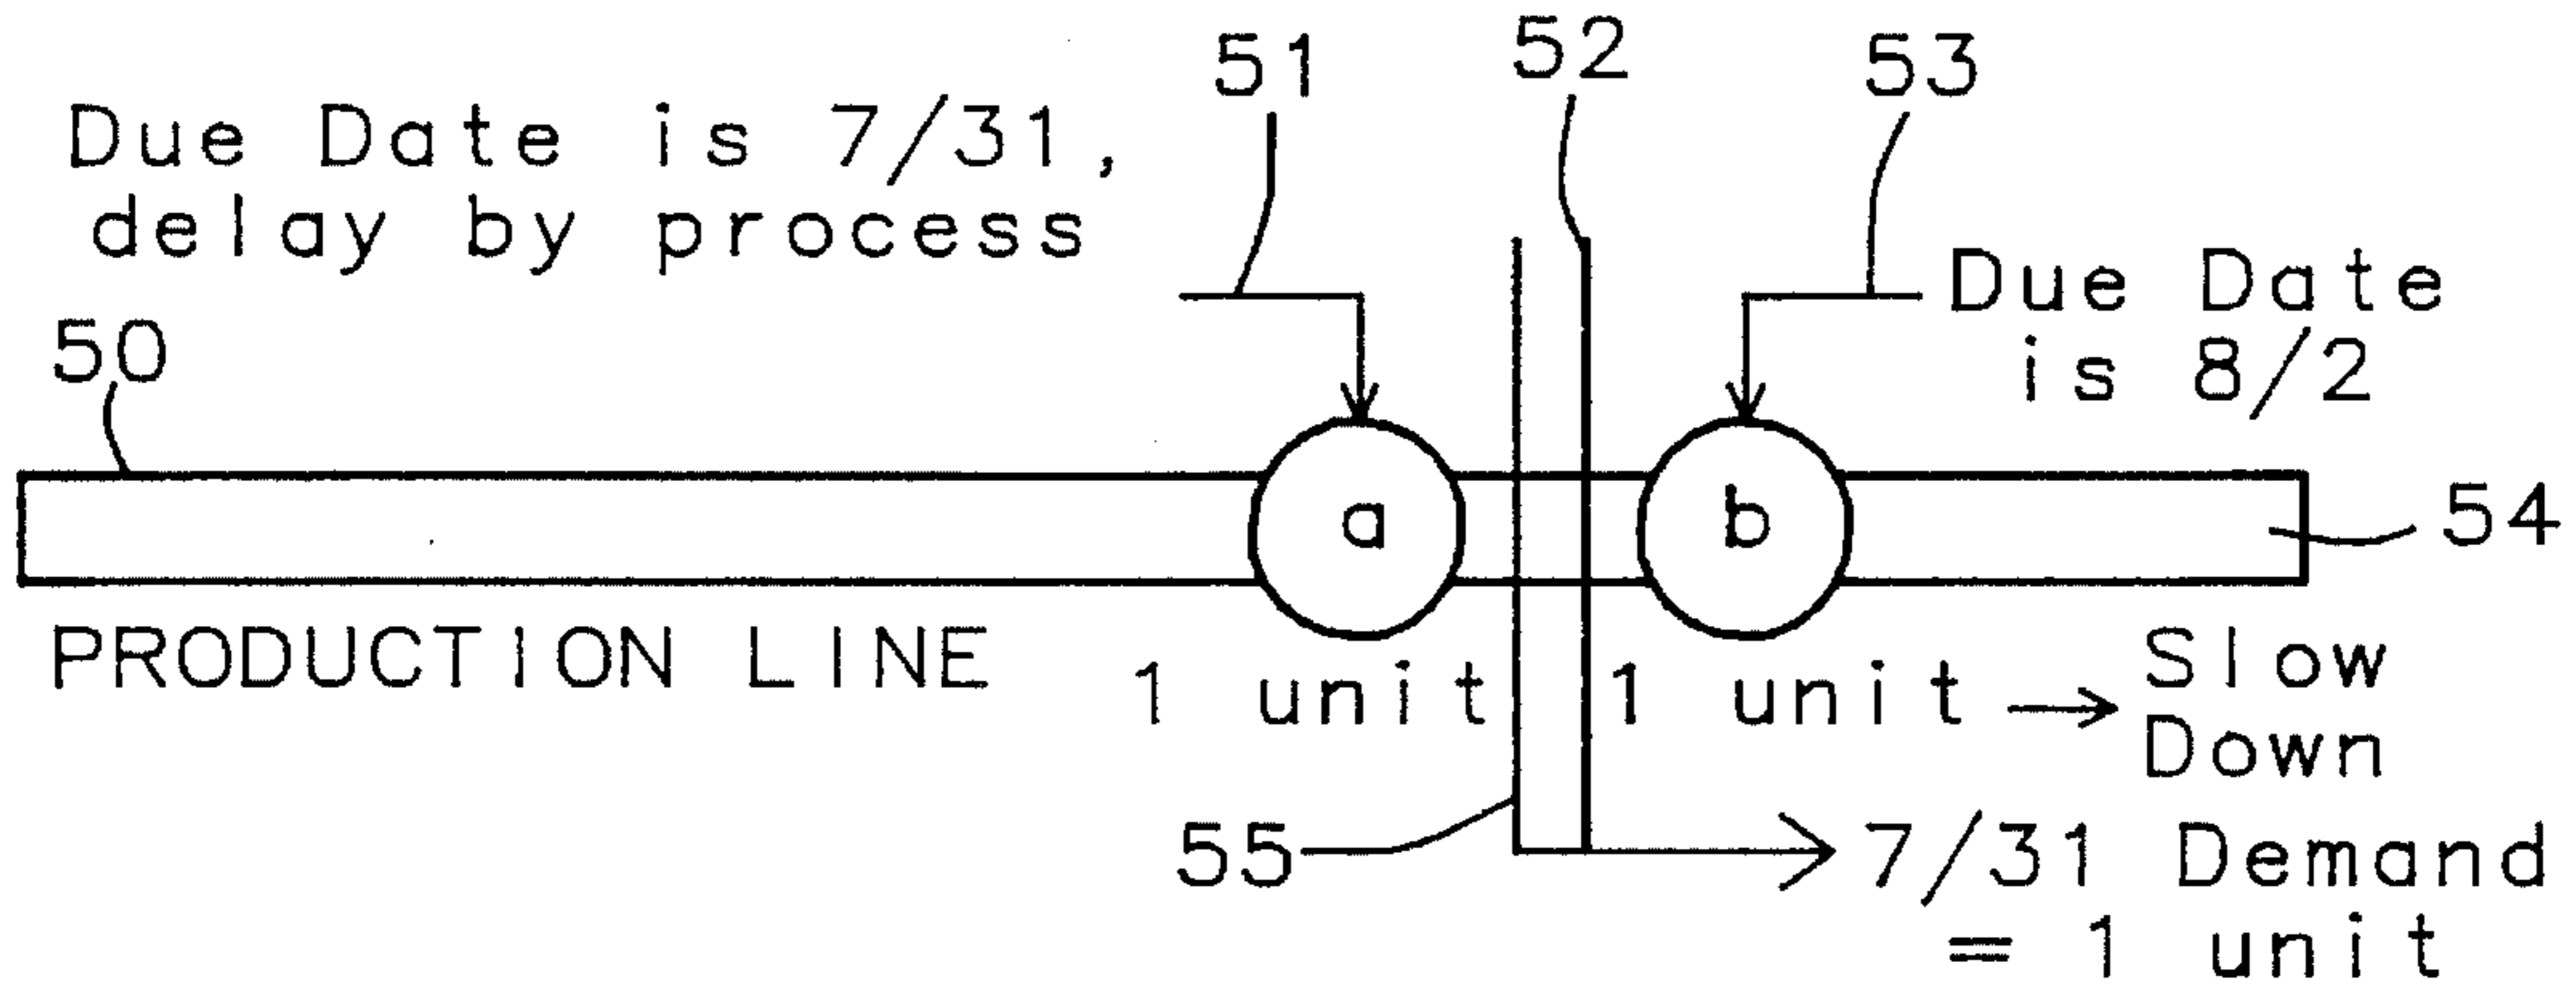 51
52
53
Due Date is 7/31,
delay by process
Due Date
is 8/2
50
a
b
54
PRODUCTION LINE
1 unit
1 unit → Slow
Down
55
7/31 Demand
= 1 unit